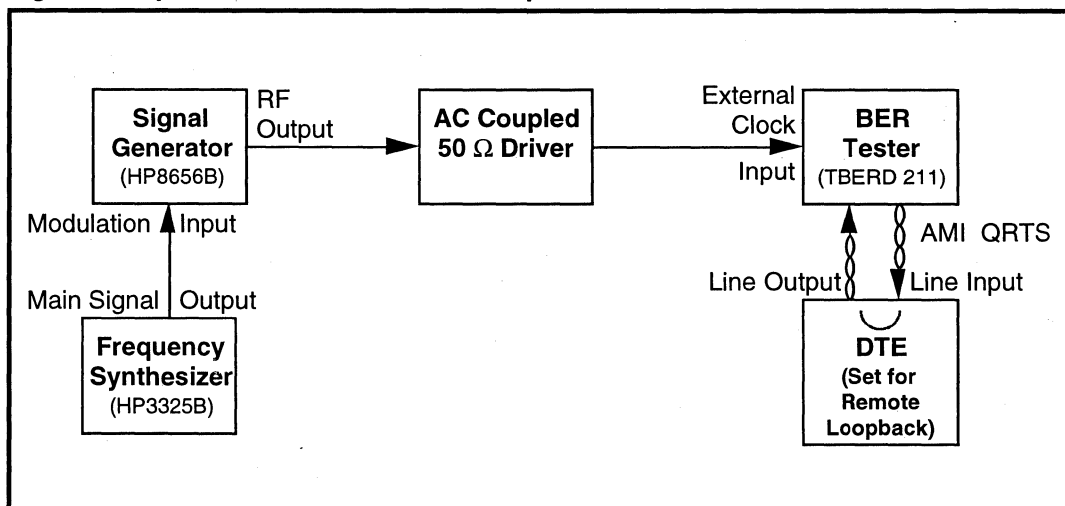 Signal
Generator
(HP8656B)
RF
Output
AC Coupled
50 Ω Driver
External
Clock
Input
BER
Tester
(TBERD 211)
Modulation Input
AMI QRTS
Line Output
Line Input
Main Signal Output
Frequency
Synthesizer
(HP3325B)
DTE
(Set for
Remote
Loopback)